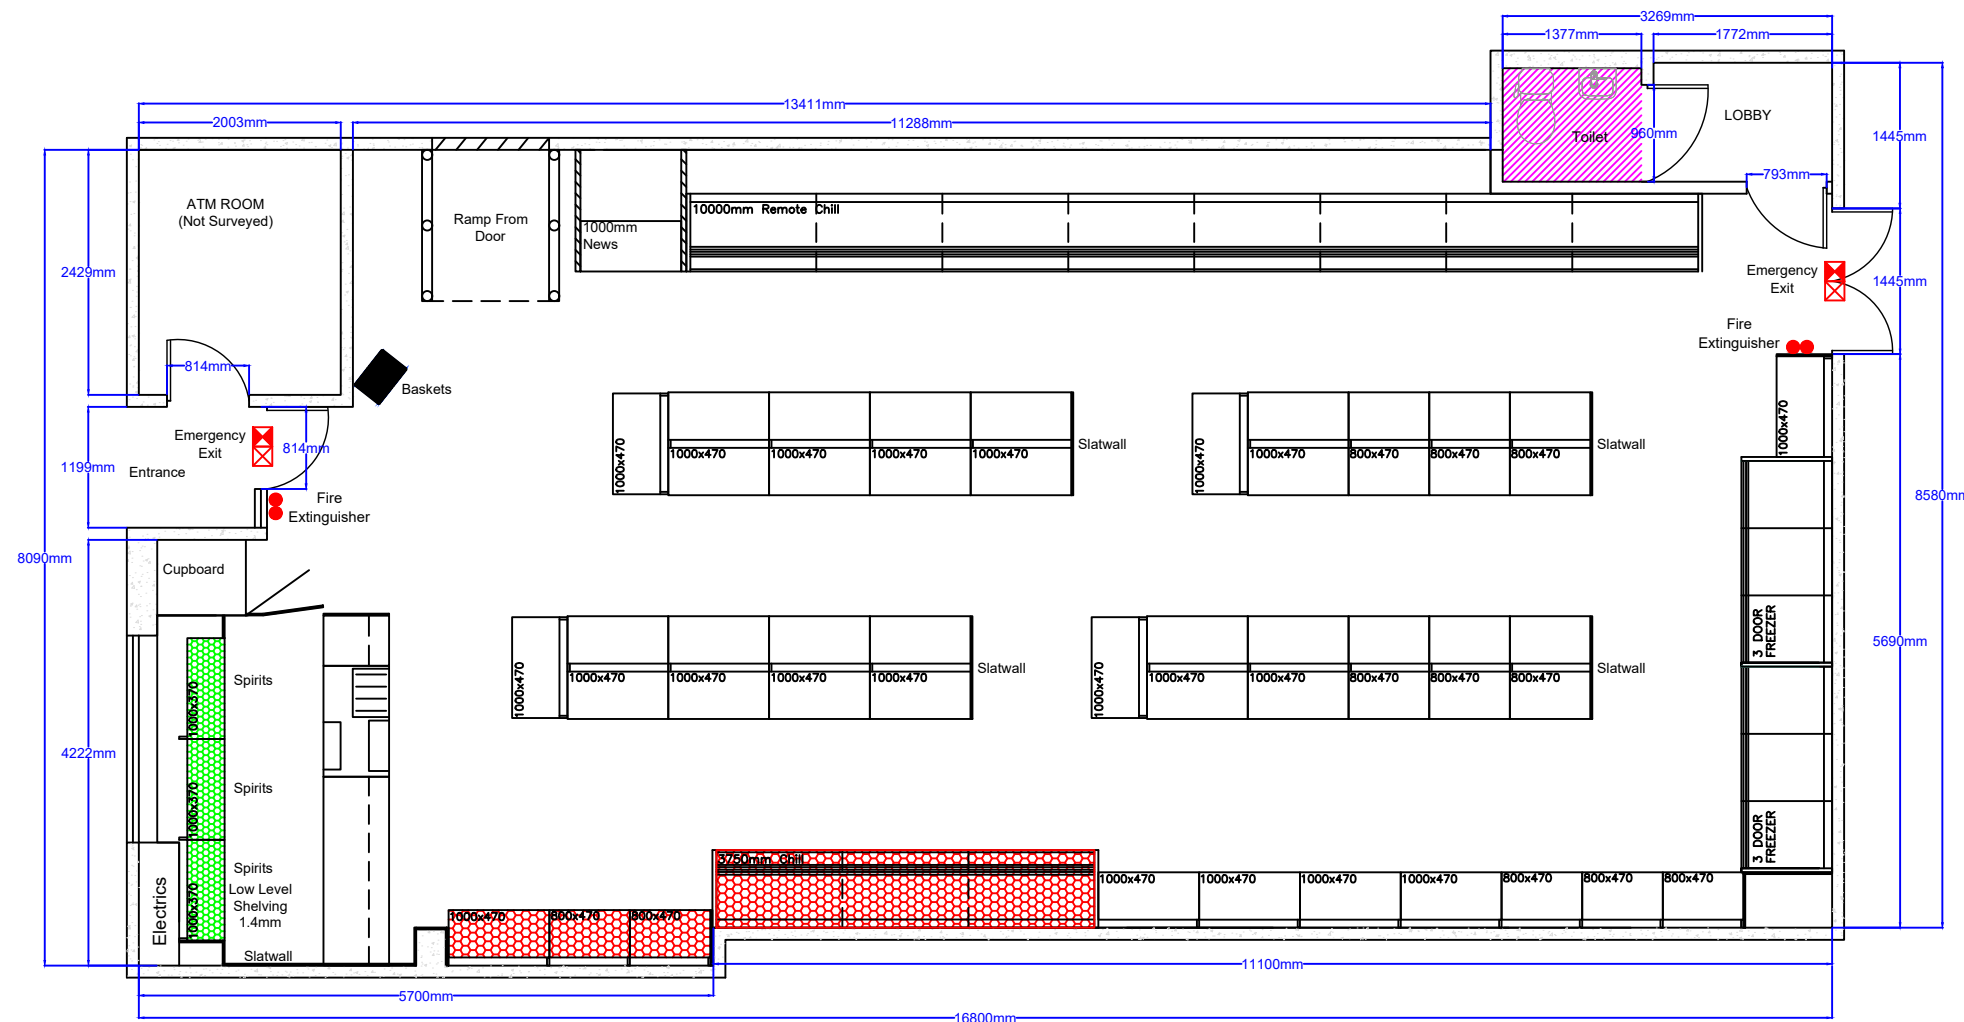 3269mm
1377mm
1772mm
13411mm
2003mm
11288mm
LOBBY
Toilet
960mm
1445mm
793mm
ATM ROOM
(Not Surveyed)
Ramp From
Door
10000mm Remote Chill
1000mm
News
2429mm
Emergency
Exit
1445mm
Fire
Extinguisher
814mm
Baskets
1000x470
1000x470
1000x470
1000x470
1000x470
Slatwall
1000x470
1000x470
800x470
800x470
800x470
Slatwall
1000x470
Emergency
Exit
814mm
Entrance
1199mm
Fire
Extinguisher
8580mm
8090mm
Cupboard
3 DOOR
FREEZER
5690mm
1000x470
1000x470
1000x470
1000x470
1000x470
Slatwall
1000x470
1000x470
1000x470
800x470
800x470
800x470
Slatwall
Spirits
1000x370
4222mm
Spirits
1000x370
3 DOOR
FREEZER
Spirits
1000x370
Low Level
Shelving
1.4mm
Electrics
Slatwall
3750mm Chill
1000x470
800x470
800x470
1000x470
1000x470
1000x470
1000x470
800x470
800x470
800x470
11100mm
5700mm
16800mm